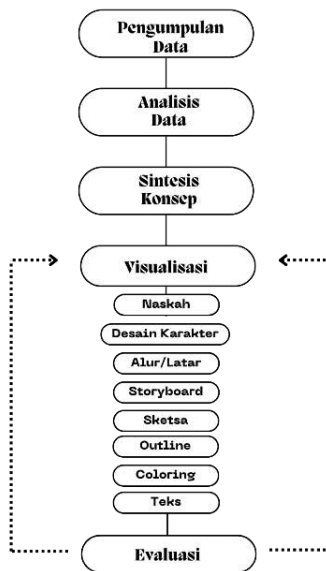 Pengumpulan
Data
Analisis
Data
Sintesis
Konsep
Visualisasi
Naskah
Desain Karakter
Alur/Latar
Storyboard
Sketsa
Outline
Coloring
Teks
Evaluasi